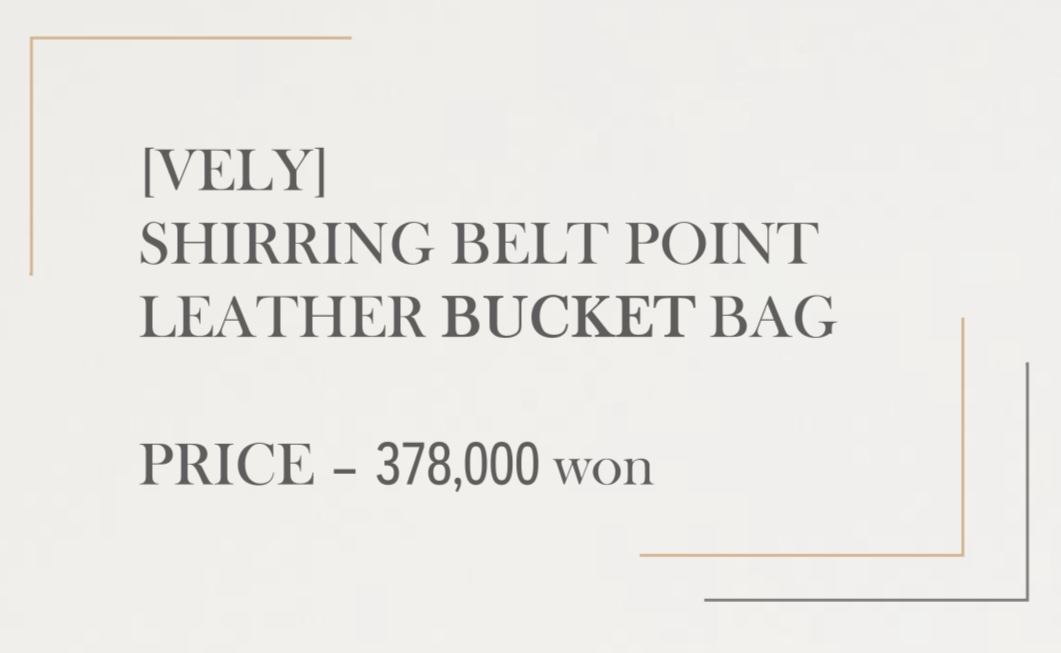 [VELY]
SHIRRING BELT POINT
LEATHER BUCKET BAG
PRICE – 378,000 won